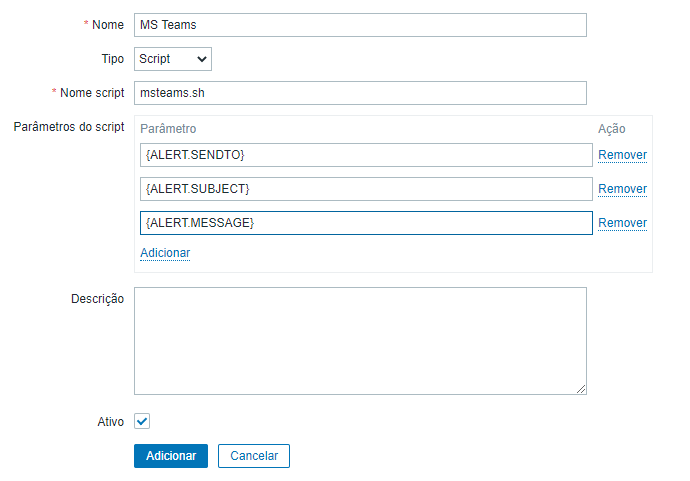 * Nome MS Teams
Tipo Script
* Nome script msteams.sh
Parâmetros do script Parâmetro Ação
{ALERT.SENDTO} Remover
{ALERT.SUBJECT} Remover
{ALERT.MESSAGE} Remover
Adicionar
Descrição
Ativo
Adicionar Cancelar